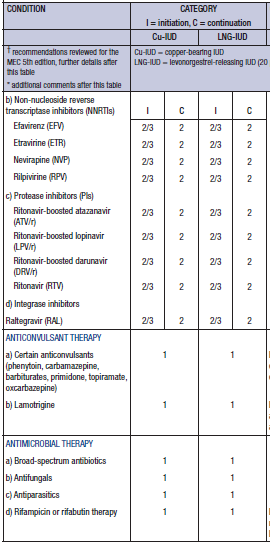 CONDITION CATEGORY
I = initiation, C = continuation
Cu-IUD LNG-IUD
† recommendations reviewed for the
MEC 5th edition, further details after
this table
* additional comments after this table
Cu-IUD = copper-bearing IUD
LNG-IUD = levonorgestrel-releasing IUD (20
b) Non-nucleoside reverse
transcriptase inhibitors (NNRTIs) I C I C
Efavirenz (EFV) 2/3 2 2/3 2
Etravirine (ETR) 2/3 2 2/3 2
Nevirapine (NVP) 2/3 2 2/3 2
Rilpivirine (RPV) 2/3 2 2/3 2
c) Protease inhibitors (PIs)
Ritonavir-boosted atazanavir 2/3 2 2/3 2
(ATV/r)
Ritonavir-boosted lopinavir 2/3 2 2/3 2
(LPV/r)
Ritonavir-boosted darunavir 2/3 2 2/3 2
(DRV/r)
Ritonavir (RTV) 2/3 2 2/3 2
d) Integrase inhibitors
Raltegravir (RAL) 2/3 2 2/3 2
ANTICONVULSANT THERAPY
a) Certain anticonvulsants 1 1
(phenytoin, carbamazepine,
barbiturates, primidone, topiramate,
oxcarbazepine)
b) Lamotrigine 1 1
ANTIMICROBIAL THERAPY
a) Broad-spectrum antibiotics 1 1
b) Antifungals 1 1
c) Antiparasitics 1 1
d) Rifampicin or rifabutin therapy 1 1